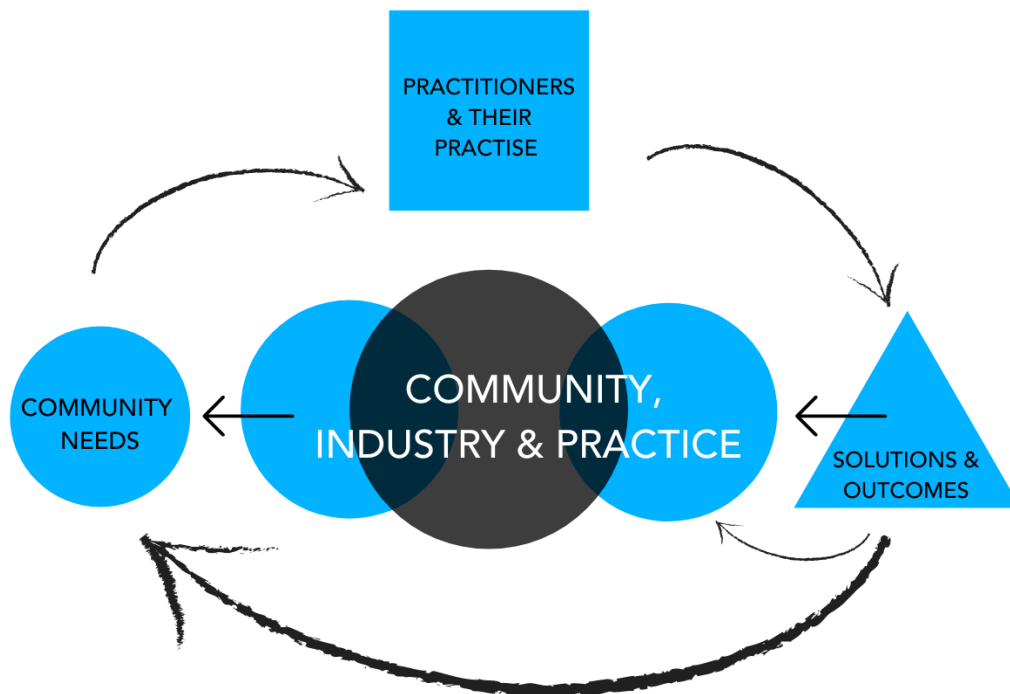 PRACTITIONERS
& THEIR
PRACTISE
COMMUNITY
NEEDS
COMMUNITY,
INDUSTRY & PRACTICE
SOLUTIONS &
OUTCOMES